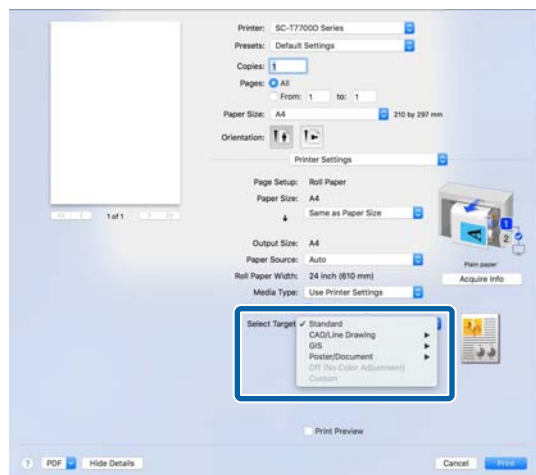 Printer: SC-T7700D Series
Presets: Default Settings
Copies: 1
Pages: All
From: 1 to: 1
Paper Size: A4 210 by 297 mm
Orientation:
Printer Settings
Page Setup: Roll Paper
Paper Size: A4
Same as Paper Size
1 of 1
1
2
Output Size: A4
Paper Source: Auto
Plain paper
Roll Paper Width: 24 inch (610 mm)
Acquire Info
Media Type: Use Printer Settings
Select Target ✓ Standard
CAD/Line Drawing
GIS
Poster/Document
Off (No Color Adjustment)
Custom
Print Preview
? PDF Hide Details Cancel Print